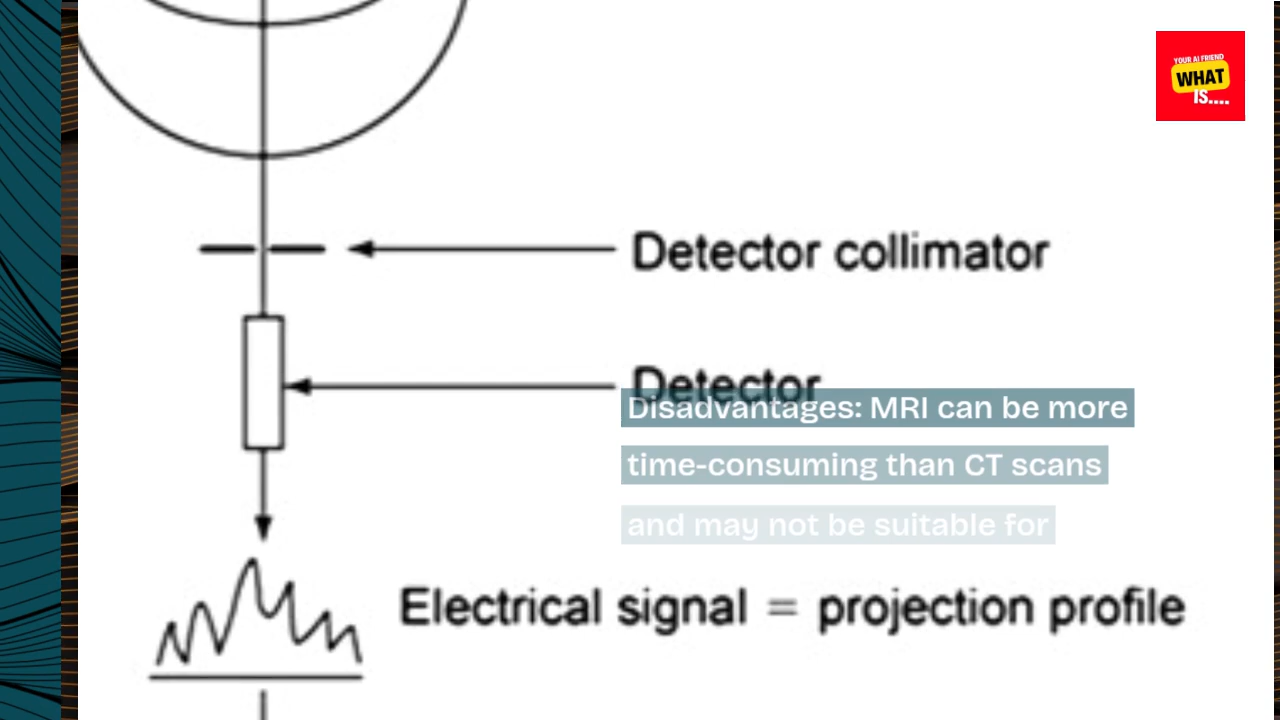 YOUR AI FRIEND
WHAT
IS....
Detector collimator
Detector
Disadvantages: MRI can be more
time-consuming than CT scans
and may not be suitable for
Electrical signal = projection profile